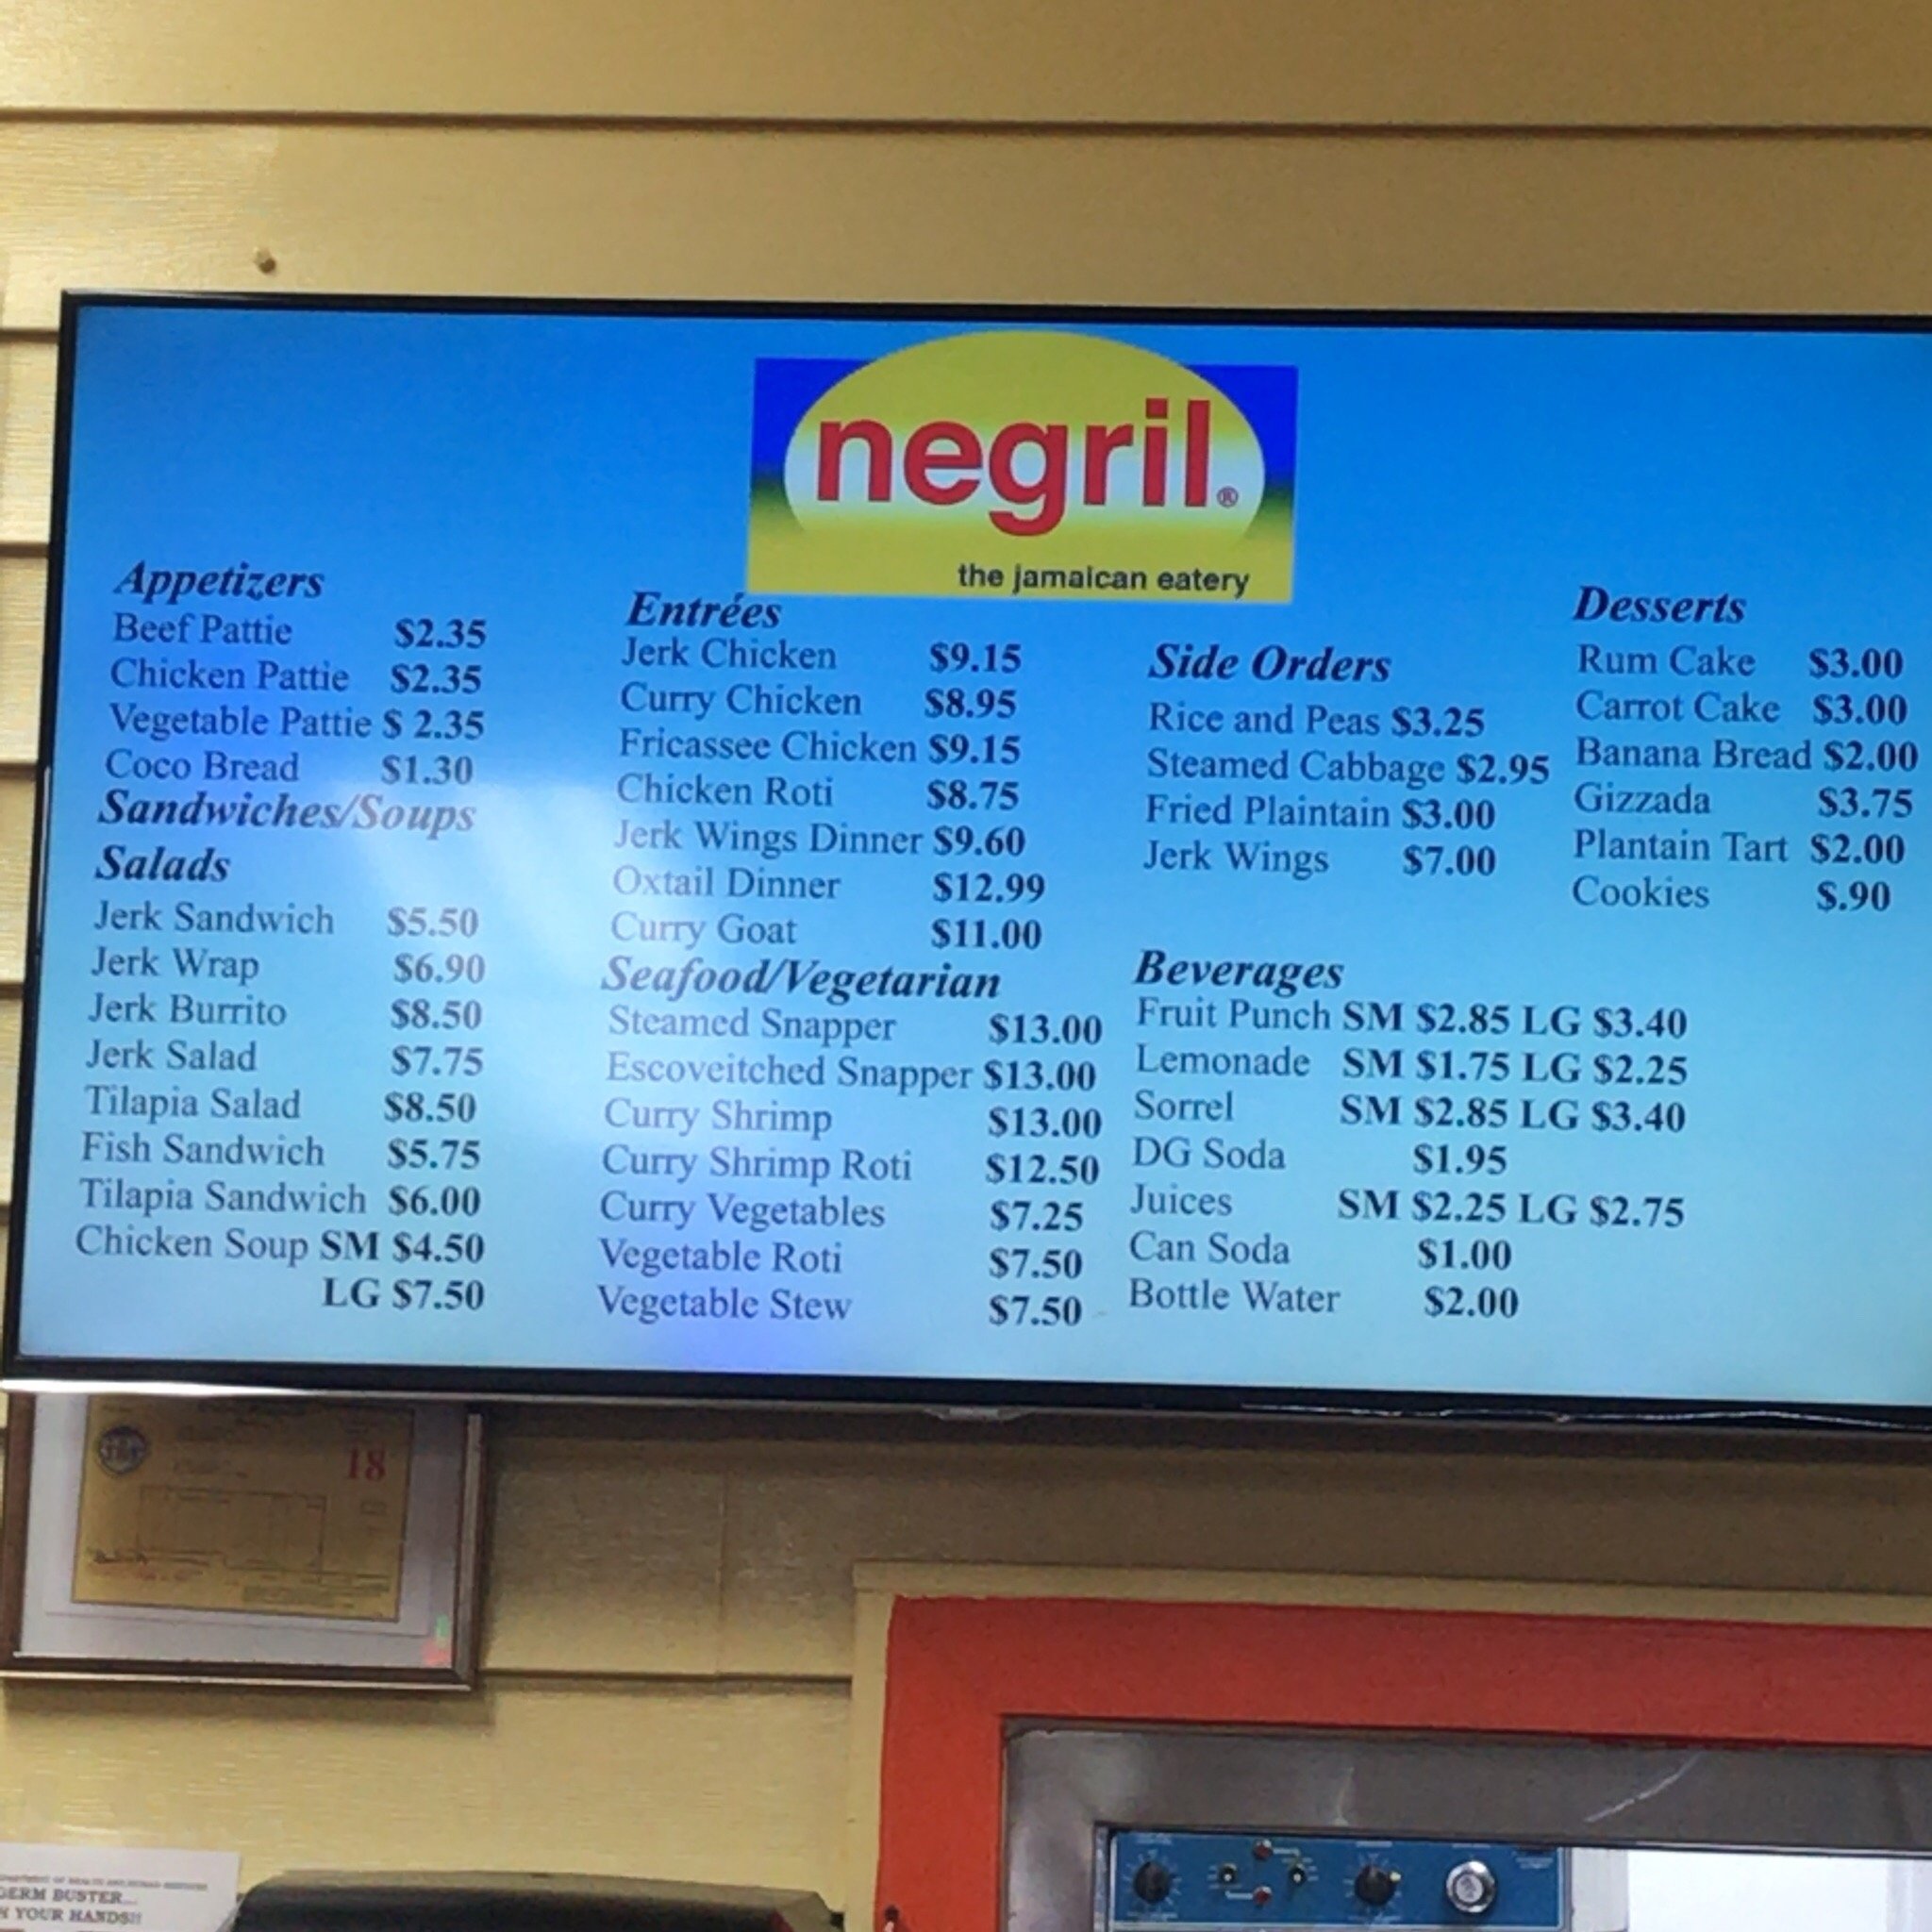 negril®
the jamaican eatery
Appetizers
Beef Pattie $2.35
Chicken Pattie $2.35
Vegetable Pattie $ 2.35
Coco Bread $1.30
Sandwiches/Soups
Salads
Jerk Sandwich $5.50
Jerk Wrap $6.90
Jerk Burrito $8.50
Jerk Salad $7.75
Tilapia Salad $8.50
Fish Sandwich $5.75
Tilapia Sandwich $6.00
Chicken Soup SM $4.50
LG $7.50
Entrées
Jerk Chicken $9.15
Curry Chicken $8.95
Fricassee Chicken $9.15
Chicken Roti $8.75
Jerk Wings Dinner $9.60
Oxtail Dinner $12.99
Curry Goat $11.00
Seafood/Vegetarian
Steamed Snapper $13.00
Escoveitched Snapper $13.00
Curry Shrimp $13.00
Curry Shrimp Roti $12.50
Curry Vegetables $7.25
Vegetable Roti $7.50
Vegetable Stew $7.50
Side Orders
Rice and Peas $3.25
Steamed Cabbage $2.95
Fried Plaintain $3.00
Jerk Wings $7.00
Desserts
Rum Cake $3.00
Carrot Cake $3.00
Banana Bread $2.00
Gizzada $3.75
Plantain Tart $2.00
Cookies $.90
Beverages
Fruit Punch SM $2.85 LG $3.40
Lemonade SM $1.75 LG $2.25
Sorrel SM $2.85 LG $3.40
DG Soda $1.95
Juices SM $2.25 LG $2.75
Can Soda $1.00
Bottle Water $2.00
18
GERM BUSTER...
YOUR HANDS!!